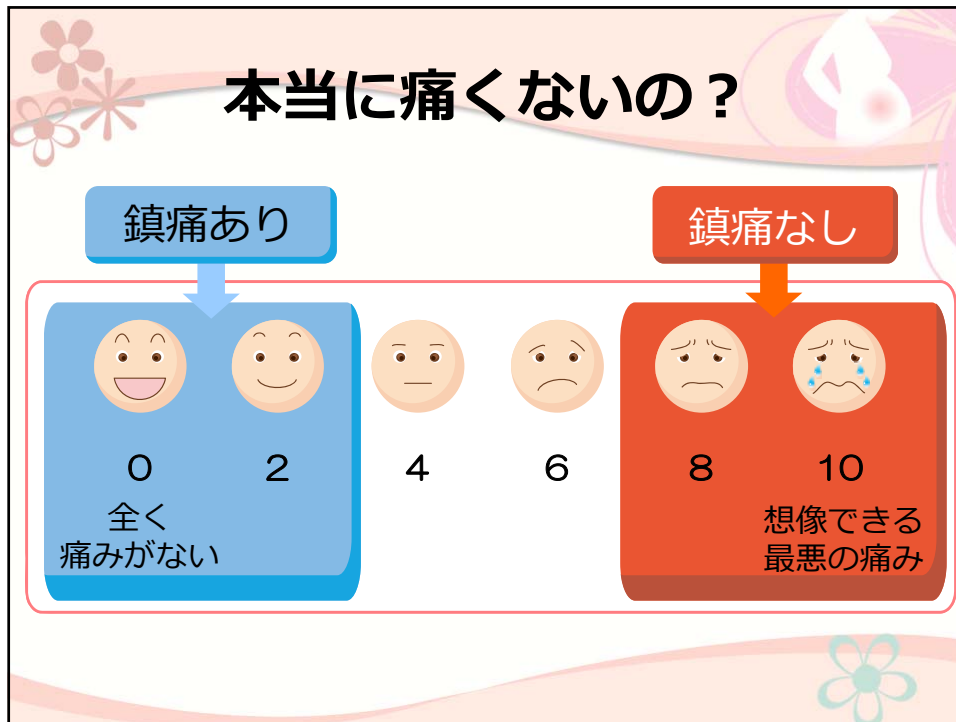 本当に痛くないの？
鎮痛あり
鎮痛なし
0 2 4 6 8 10
全く
痛みがない
想像できる
最悪の痛み